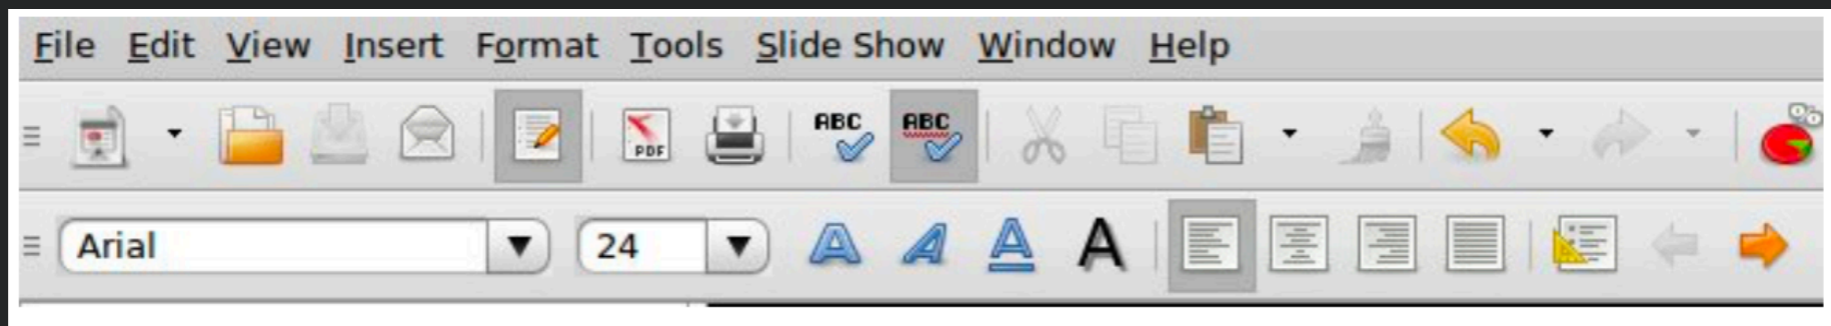 File Edit View Insert Format Tools Slide Show Window Help
PDF ABC ABC
Arial 24 A A A A